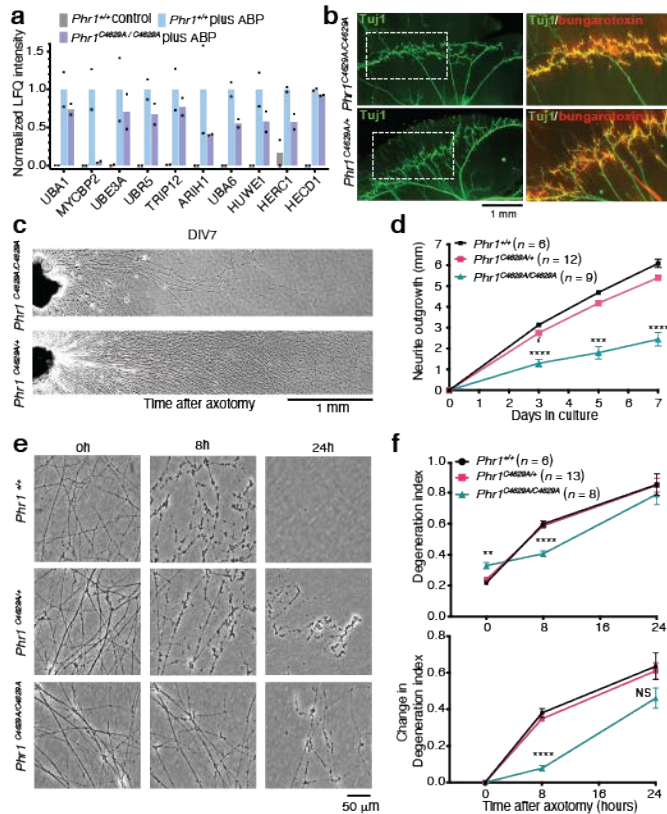 a
Phr1+/+ control
Phr1+/+ plus ABP
Phr1C4629A/C4629A plus ABP
Normalized LFQ intensity
1.5
1.0
0.5
0.0
UBA1
MYCBP2
UBE3A
UBR5
TRIP12
ARIH1
UBA6
HUWEI
HERC1
HECD1
b
Phr1C4629A/C4629A
Tuj1
Tuj1/bungarotoxin
Phr1C4629A/+
Tuj1
Tuj1/bungarotoxin
1 mm
c
DIV7
Phr1C4629A/C4629A
Phr1C4629A/+
Time after axotomy
1 mm
d
Phr1+/+ (n = 6)
Phr1C4629A/+ (n = 12)
Phr1C4629A/C4629A (n = 9)
Neurite outgrowth (mm)
7
6
5
4
3
2
1
0
****
***
****
0 1 2 3 4 5 6 7
Days in culture
e
0h 8h 24h
Phr1+/+
Phr1C4629A/+
Phr1C4629A/C4629A
50 µm
f
Phr1+/+ (n = 6)
Phr1C4629A/+ (n = 13)
Phr1C4629A/C4629A (n = 8)
Degeneration index
1.0
0.8
0.6
0.4
0.2
0
**
****
0 8 16 24
Change in
Degeneration index
0.8
0.6
0.4
0.2
0.0
****
NS
0 8 16 24
Time after axotomy (hours)